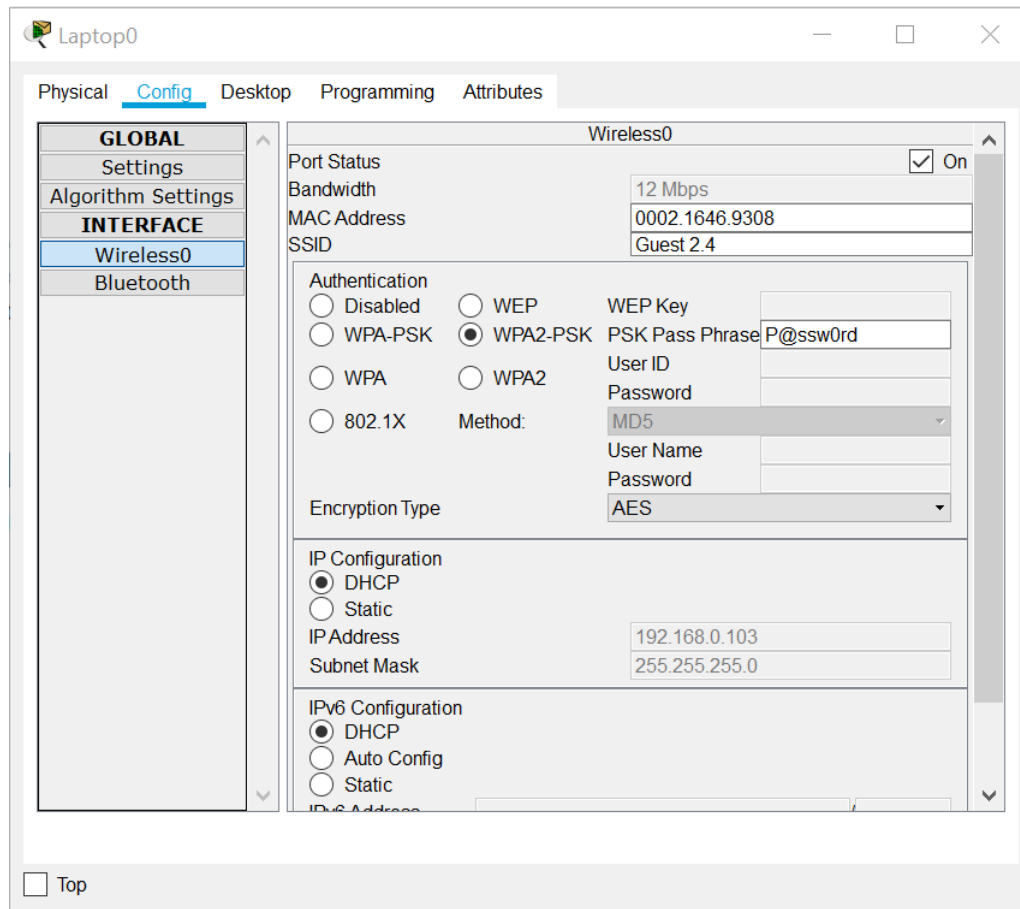 Laptop0
Physical Config Desktop Programming Attributes
GLOBAL
Settings
Algorithm Settings
INTERFACE
Wireless0
Bluetooth
Wireless0
Port Status On
Bandwidth 12 Mbps
MAC Address 0002.1646.9308
SSID Guest 2.4
Authentication
Disabled WEP WEP Key
WPA-PSK WPA2-PSK PSK Pass Phrase P@ssw0rd
User ID
WPA WPA2
Password
802.1X Method: MD5
User Name
Password
Encryption Type AES
IP Configuration
DHCP
Static
IP Address 192.168.0.103
Subnet Mask 255.255.255.0
IPv6 Configuration
DHCP
Auto Config
Static
IPv6 Address /
Top